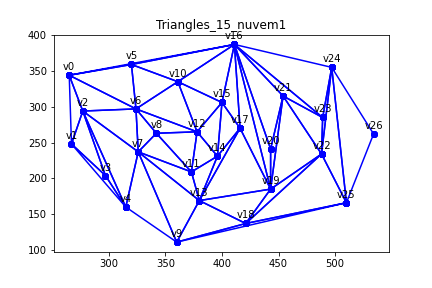 Triangles_15_nuvem1
400
350
300
250
200
150
100
300
350
400
450
500
v16
v5
v24
v0
v10
v21
v15
v2
v6
v23
v17
v12
v8
v26
v1
v20
v7
v14
v22
v11
v3
v19
v13
v4
v25
v18
v9